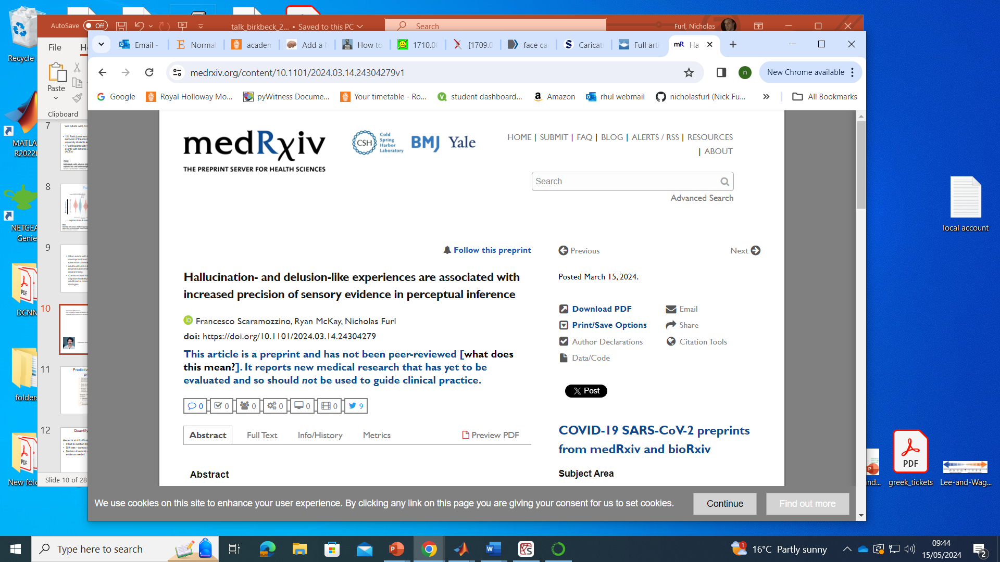 AutoSave Off talk_birkbeck_2... • Saved to this PC Search Furl, Nicholas
File
Email - Norma academ Add a How to 1710.0 [1709.0 face ca Caricat Full arti mR Ha
medrxiv.org/content/10.1101/2024.03.14.24304279v1
New Chrome available
Google Royal Holloway Mo... pyWitness Docume... Your timetable - Ro... student dashboard... Amazon rhul webmail nicholasfurl (Nick Fu... » All Bookmarks
Recycle
Paste
Clipboard
MATLA
R2022
NETGEA
Genie
DCNN
folders
New fol
7
8
9
10
11
12
Slide 10 of 28
medRxiv
THE PREPRINT SERVER FOR HEALTH SCIENCES
CSH Cold
Spring
Harbor
Laboratory
BMJ Yale
HOME | SUBMIT | FAQ | BLOG | ALERTS / RSS | RESOURCES
| ABOUT
Search
Advanced Search
Follow this preprint
Previous Next
Hallucination- and delusion-like experiences are associated with
increased precision of sensory evidence in perceptual inference
Francesco Scaramozzino, Ryan McKay, Nicholas Furl
doi: https://doi.org/10.1101/2024.03.14.24304279
This article is a preprint and has not been peer-reviewed [what does
this mean?]. It reports new medical research that has yet to be
evaluated and so should not be used to guide clinical practice.
0 0 0 0 0 0 9
Abstract Full Text Info/History Metrics Preview PDF
Abstract
Posted March 15, 2024.
Download PDF Email
Print/Save Options Share
Author Declarations Citation Tools
Data/Code
X Post
COVID-19 SARS-CoV-2 preprints
from medRxiv and bioRxiv
Subject Area
We use cookies on this site to enhance your user experience. By clicking any link on this page you are giving your consent for us to set cookies. Continue Find out more
local account
PDF
greek_tickets
Lee-and-Wag...
nd...
Type here to search
16°C Partly sunny
09:44
15/05/2024
2